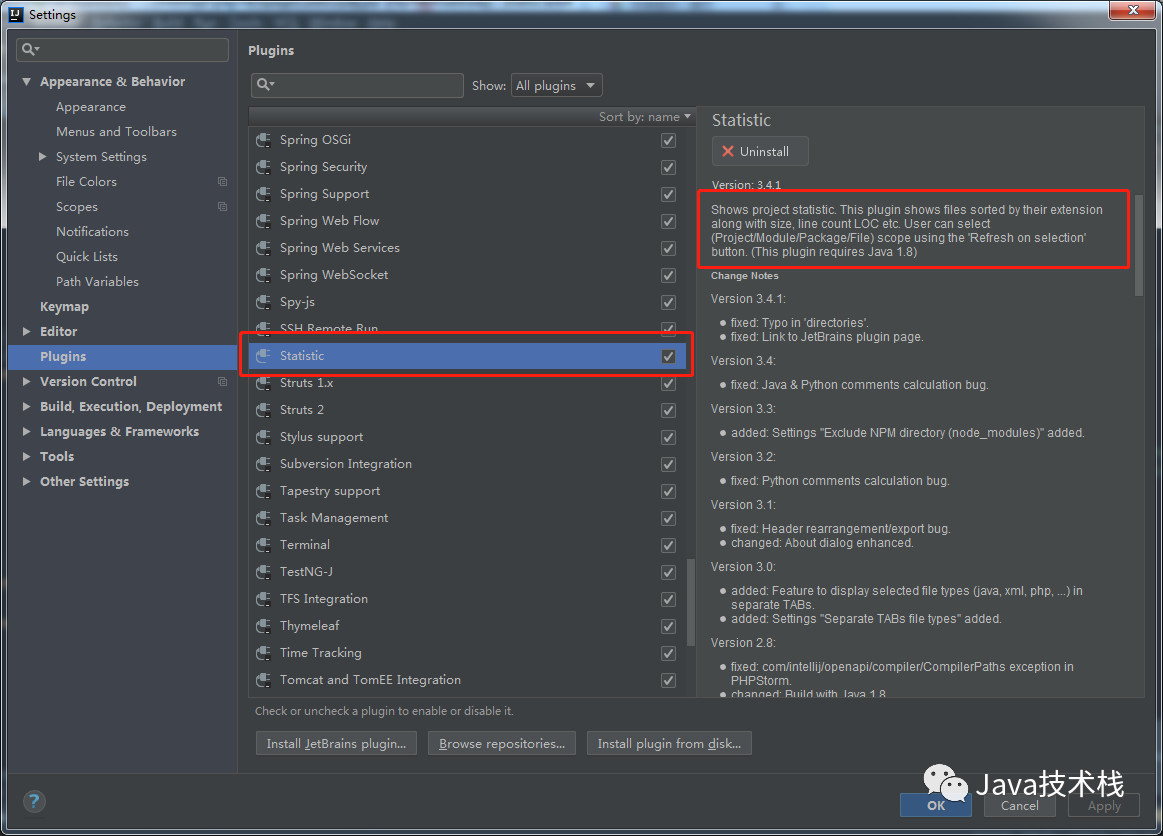 Settings
Appearance & Behavior
Appearance
Menus and Toolbars
System Settings
File Colors
Scopes
Notifications
Quick Lists
Path Variables
Keymap
Editor
Plugins
Version Control
Build, Execution, Deployment
Languages & Frameworks
Tools
Other Settings
Plugins
Show: All plugins
Sort by: name
Spring OSGi
Spring Security
Spring Support
Spring Web Flow
Spring Web Services
Spring WebSocket
Spy-js
SSH Remote Run
Statistic
Struts 1.x
Struts 2
Stylus support
Subversion Integration
Tapestry support
Task Management
Terminal
TestNG-J
TFS Integration
Thymeleaf
Time Tracking
Tomcat and TomEE Integration
Check or uncheck a plugin to enable or disable it.
Install JetBrains plugin...
Browse repositories...
Install plugin from disk...
Statistic
Uninstall
Version: 3.4.1
Shows project statistic. This plugin shows files sorted by their extension
along with size, line count LOC etc. User can select
(Project/Module/Package/File) scope using the 'Refresh on selection'
button. (This plugin requires Java 1.8)
Change Notes
Version 3.4.1:
● fixed: Typo in 'directories'.
● fixed: Link to JetBrains plugin page.
Version 3.4:
● fixed: Java & Python comments calculation bug.
Version 3.3:
● added: Settings "Exclude NPM directory (node_modules)" added.
Version 3.2:
● fixed: Python comments calculation bug.
Version 3.1:
● fixed: Header rearrangement/export bug.
● changed: About dialog enhanced.
Version 3.0:
● added: Feature to display selected file types (java, xml, php, ...) in
separate TABs.
● added: Settings "Separate TABs file types" added.
Version 2.8:
● fixed: com/intellij/openapi/compiler/CompilerPaths exception in
PHPStorm.
● changed: Build with Java 1.8
Java技术栈
?
OK
Cancel
Apply